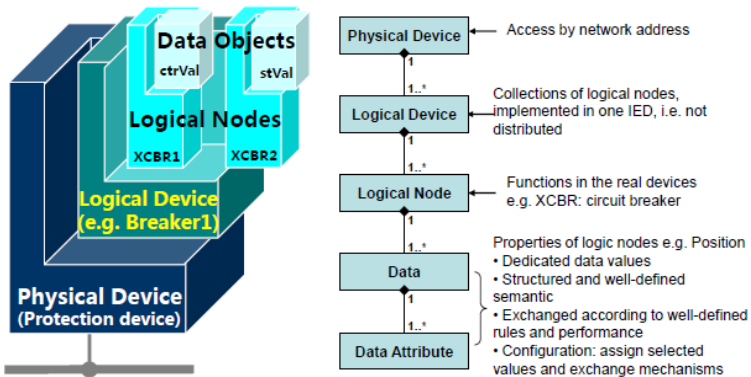 Data Objects
ctrVal
stVal
Logical Nodes
XCBR1
XCBR2
Logical Device
(e.g. Breaker1)
Physical Device
(Protection device)
Physical Device
Access by network address
1
1..*
Logical Device
Collections of logical nodes,
implemented in one IED, i.e. not
distributed
1
1..*
Logical Node
Functions in the real devices
e.g. XCBR: circuit breaker
1
1..*
Data
Properties of logic nodes e.g. Position
• Dedicated data values
• Structured and well-defined
semantic
• Exchanged according to well-defined
rules and performance
• Configuration: assign selected
values and exchange mechanisms
1
1..*
Data Attribute